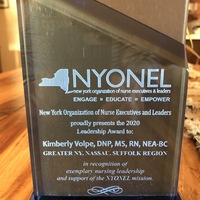 NYONEL
new york organization of nurse executives & leaders
ENGAGE » EDUCATE » EMPOWER
New York Organization of Nurse Executives and Leaders
proudly presents the 2020
Leadership Award to:
Kimberly Volpe, DNP, MS, RN, NEA-BC
GREATER NY, NASSAU, SUFFOLK REGION
in recognition of
exemplary nursing leadership
and support of the NYONEL mission.